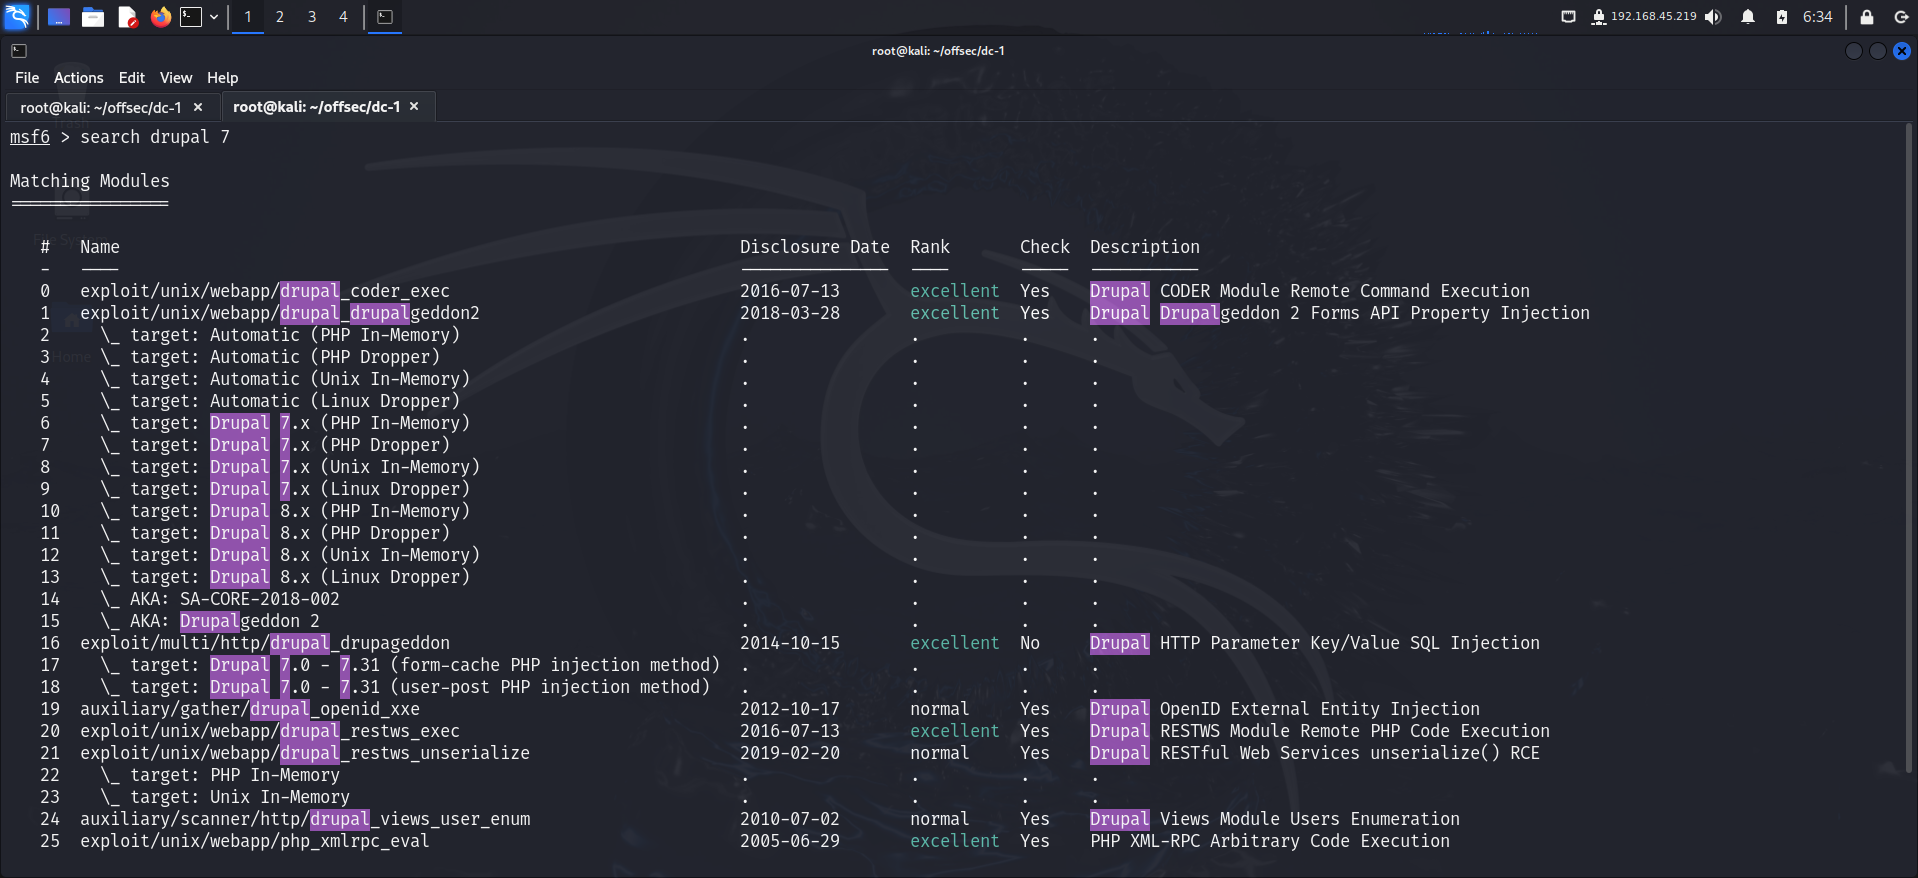 1 2 3 4 192.168.45.219 6:34
root@kali: ~/offsec/dc-1
File Actions Edit View Help
root@kali: ~/offsec/dc-1 × root@kali: ~/offsec/dc-1 ×
msf6 > search drupal 7
Matching Modules
================
# Name Disclosure Date Rank Check Description
- ---- --------------- ---- ----- -----------
0 exploit/unix/webapp/drupal_coder_exec 2016-07-13 excellent Yes Drupal CODER Module Remote Command Execution
1 exploit/unix/webapp/drupal_drupalgeddon2 2018-03-28 excellent Yes Drupal Drupalgeddon 2 Forms API Property Injection
2 \_ target: Automatic (PHP In-Memory) . . . .
3 \_ target: Automatic (PHP Dropper) . . . .
4 \_ target: Automatic (Unix In-Memory) . . . .
5 \_ target: Automatic (Linux Dropper) . . . .
6 \_ target: Drupal 7.x (PHP In-Memory) . . . .
7 \_ target: Drupal 7.x (PHP Dropper) . . . .
8 \_ target: Drupal 7.x (Unix In-Memory) . . . .
9 \_ target: Drupal 7.x (Linux Dropper) . . . .
10 \_ target: Drupal 8.x (PHP In-Memory) . . . .
11 \_ target: Drupal 8.x (PHP Dropper) . . . .
12 \_ target: Drupal 8.x (Unix In-Memory) . . . .
13 \_ target: Drupal 8.x (Linux Dropper) . . . .
14 \_ AKA: SA-CORE-2018-002 . . . .
15 \_ AKA: Drupalgeddon 2 . . . .
16 exploit/multi/http/drupal_drupageddon 2014-10-15 excellent No Drupal HTTP Parameter Key/Value SQL Injection
17 \_ target: Drupal 7.0 - 7.31 (form-cache PHP injection method) . . . .
18 \_ target: Drupal 7.0 - 7.31 (user-post PHP injection method) . . . .
19 auxiliary/gather/drupal_openid_xxe 2012-10-17 normal Yes Drupal OpenID External Entity Injection
20 exploit/unix/webapp/drupal_restws_exec 2016-07-13 excellent Yes Drupal RESTWS Module Remote PHP Code Execution
21 exploit/unix/webapp/drupal_restws_unserialize 2019-02-20 normal Yes Drupal RESTful Web Services unserialize() RCE
22 \_ target: PHP In-Memory . . . .
23 \_ target: Unix In-Memory . . . .
24 auxiliary/scanner/http/drupal_views_user_enum 2010-07-02 normal Yes Drupal Views Module Users Enumeration
25 exploit/unix/webapp/php_xmlrpc_eval 2005-06-29 excellent Yes PHP XML-RPC Arbitrary Code Execution